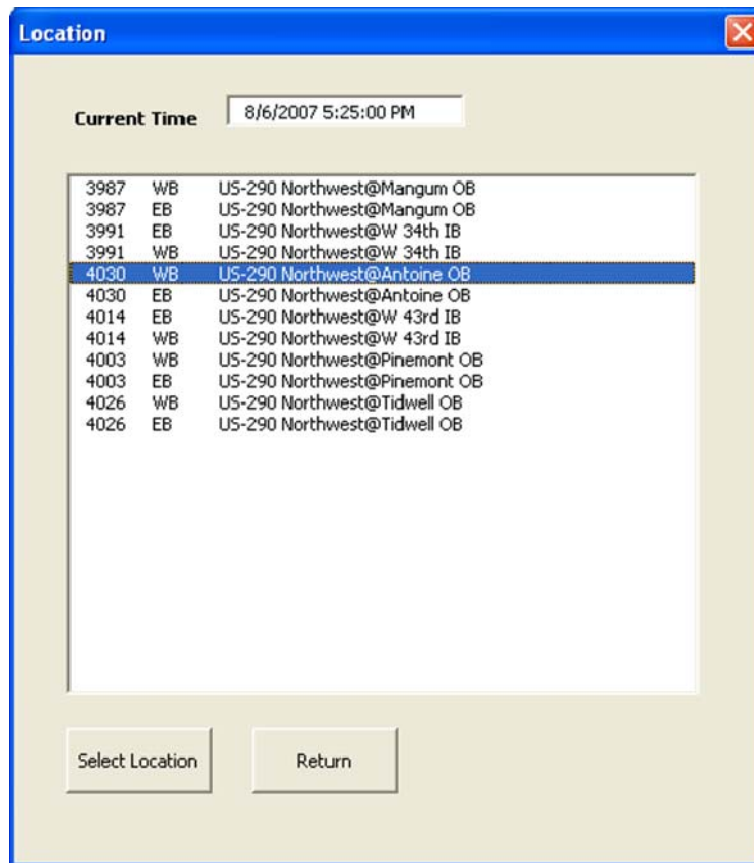 Location
Current Time 8/6/2007 5:25:00 PM
3987 WB US-290 Northwest@Mangum OB
3987 EB US-290 Northwest@Mangum OB
3991 EB US-290 Northwest@W 34th IB
3991 WB US-290 Northwest@W 34th IB
4030 WB US-290 Northwest@Antoine OB
4030 EB US-290 Northwest@Antoine OB
4014 EB US-290 Northwest@W 43rd IB
4014 WB US-290 Northwest@W 43rd IB
4003 WB US-290 Northwest@Pinemont OB
4003 EB US-290 Northwest@Pinemont OB
4026 WB US-290 Northwest@Tidwell OB
4026 EB US-290 Northwest@Tidwell OB
Select Location Return